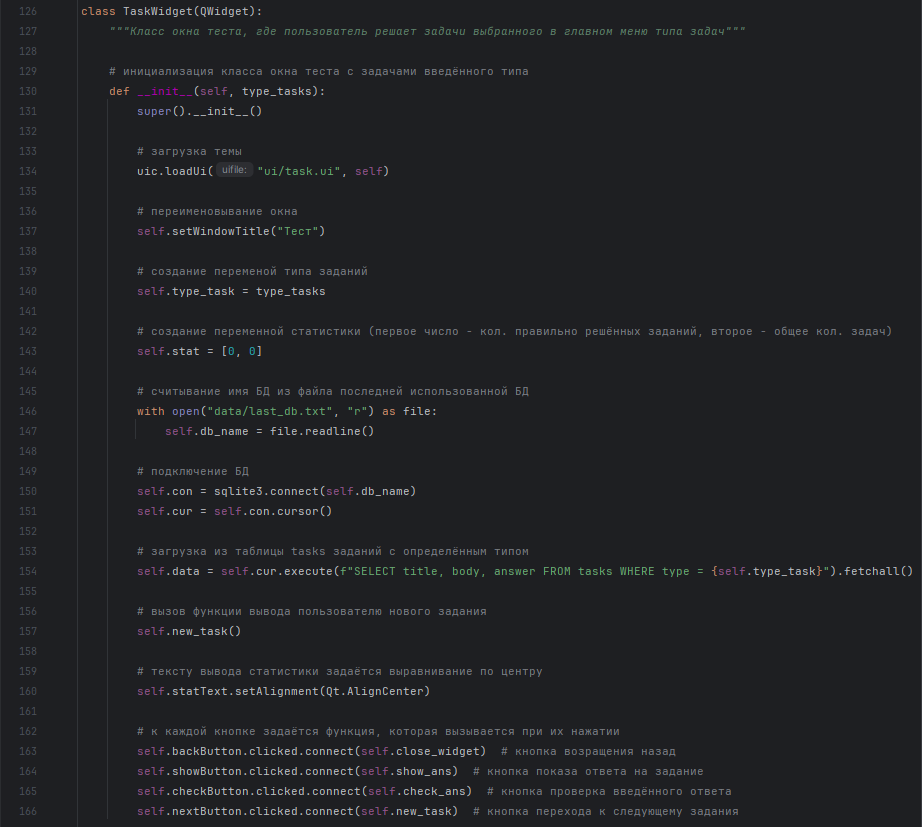 126 class TaskWidget(QWidget):
127 """Класс окна теста, где пользователь решает задачи выбранного в главном меню типа задач"""
128
129 # инициализация класса окна теста с задачами введённого типа
130 def __init__(self, type_tasks):
131 super().__init__()
132
133 # загрузка темы
134 uic.loadUi( uifile: "ui/task.ui", self)
135
136 # переименовывание окна
137 self.setWindowTitle("Тест")
138
139 # создание переменой типа заданий
140 self.type_task = type_tasks
141
142 # создание переменной статистики (первое число - кол. правильно решённых заданий, второе - общее кол. задач)
143 self.stat = [0, 0]
144
145 # считывание имя БД из файла последней использованной БД
146 with open("data/last_db.txt", "r") as file:
147 self.db_name = file.readline()
148
149 # подключение БД
150 self.con = sqlite3.connect(self.db_name)
151 self.cur = self.con.cursor()
152
153 # загрузка из таблицы tasks заданий с определённым типом
154 self.data = self.cur.execute(f"SELECT title, body, answer FROM tasks WHERE type = {self.type_task}").fetchall()
155
156 # вызов функции вывода пользователю нового задания
157 self.new_task()
158
159 # тексту вывода статистики задаётся выравнивание по центру
160 self.statText.setAlignment(Qt.AlignCenter)
161
162 # к каждой кнопке задаётся функция, которая вызывается при их нажатии
163 self.backButton.clicked.connect(self.close_widget) # кнопка возращения назад
164 self.showButton.clicked.connect(self.show_ans) # кнопка показа ответа на задание
165 self.checkButton.clicked.connect(self.check_ans) # кнопка проверка введённого ответа
166 self.nextButton.clicked.connect(self.new_task) # кнопка перехода к следующему задания